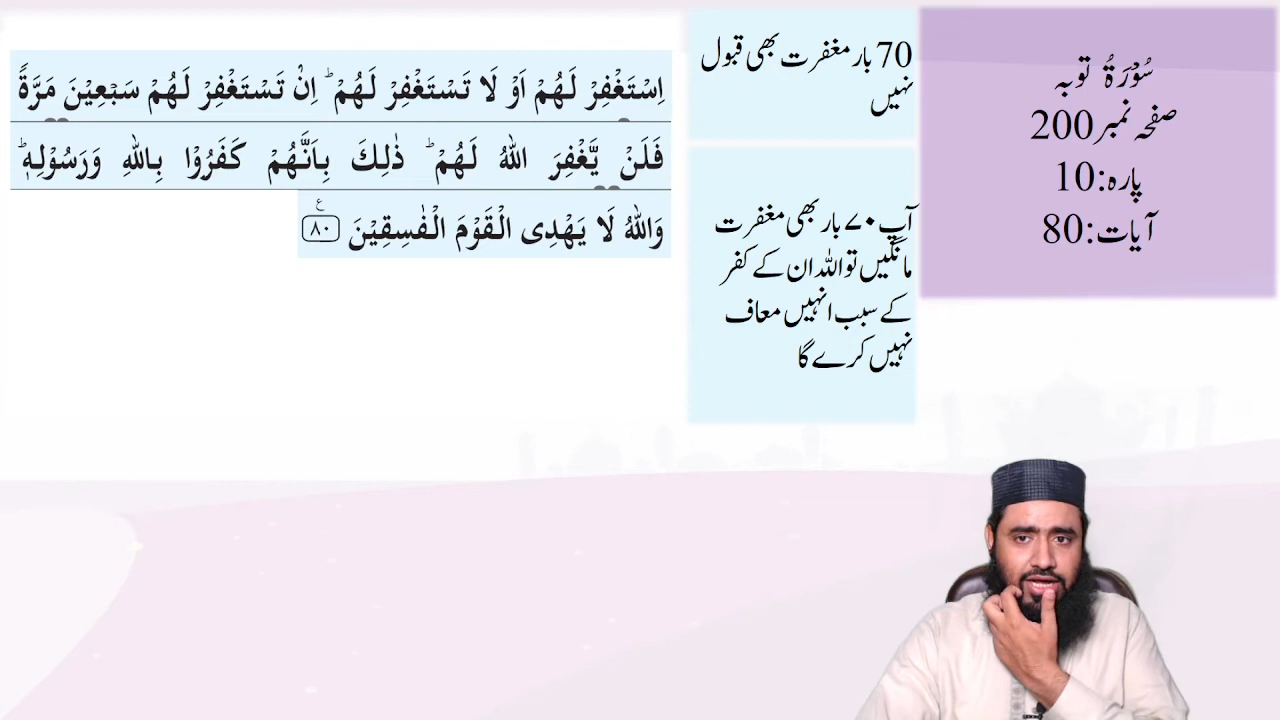 سُوْرَۃُ توبہ
صفحہ نمبر 200
پارہ:10
آیات:80
70 بار مغفرت بھی قبول
نہیں
آپ ۷۰ بار بھی مغفرت
مانگیں تو اللہ ان کے کفر
کے سبب انہیں معاف
نہیں کرے گا
اِسْتَغْفِرْ لَهُمْ اَوْ لَا تَسْتَغْفِرْ لَهُمْ ؕ اِنْ تَسْتَغْفِرْ لَهُمْ سَبْعِیْنَ مَرَّةً
فَلَنْ یَّغْفِرَ اللّٰهُ لَهُمْ ؕ ذٰلِكَ بِاَنَّهُمْ كَفَرُوْا بِاللّٰهِ وَرَسُوْلِهٖ ؕ
وَاللّٰهُ لَا یَهْدِی الْقَوْمَ الْفٰسِقِیْنَ ۸۰ ع